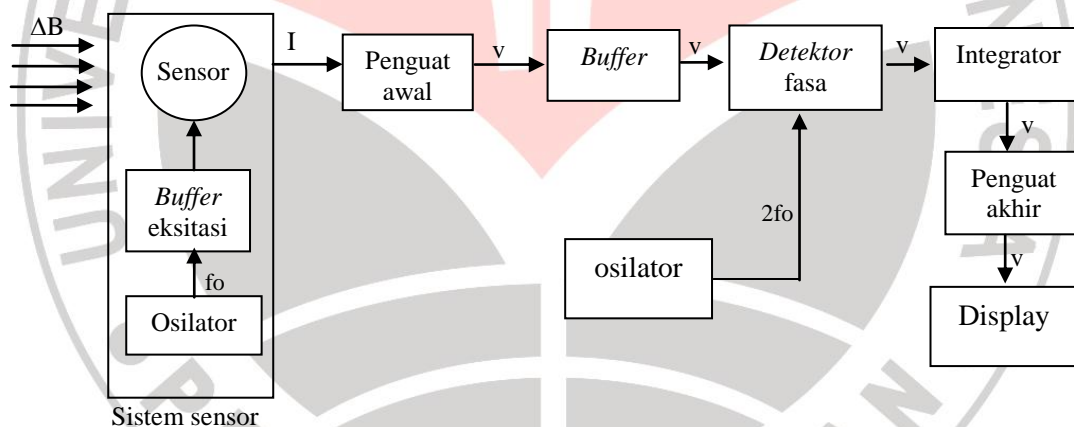 ΔB
Sensor
I
Penguat
awal
v
Buffer
v
Detektor
fasa
v
Integrator
v
Penguat
akhir
v
Display
Buffer
eksitasi
fo
Osilator
2fo
osilator
Sistem sensor